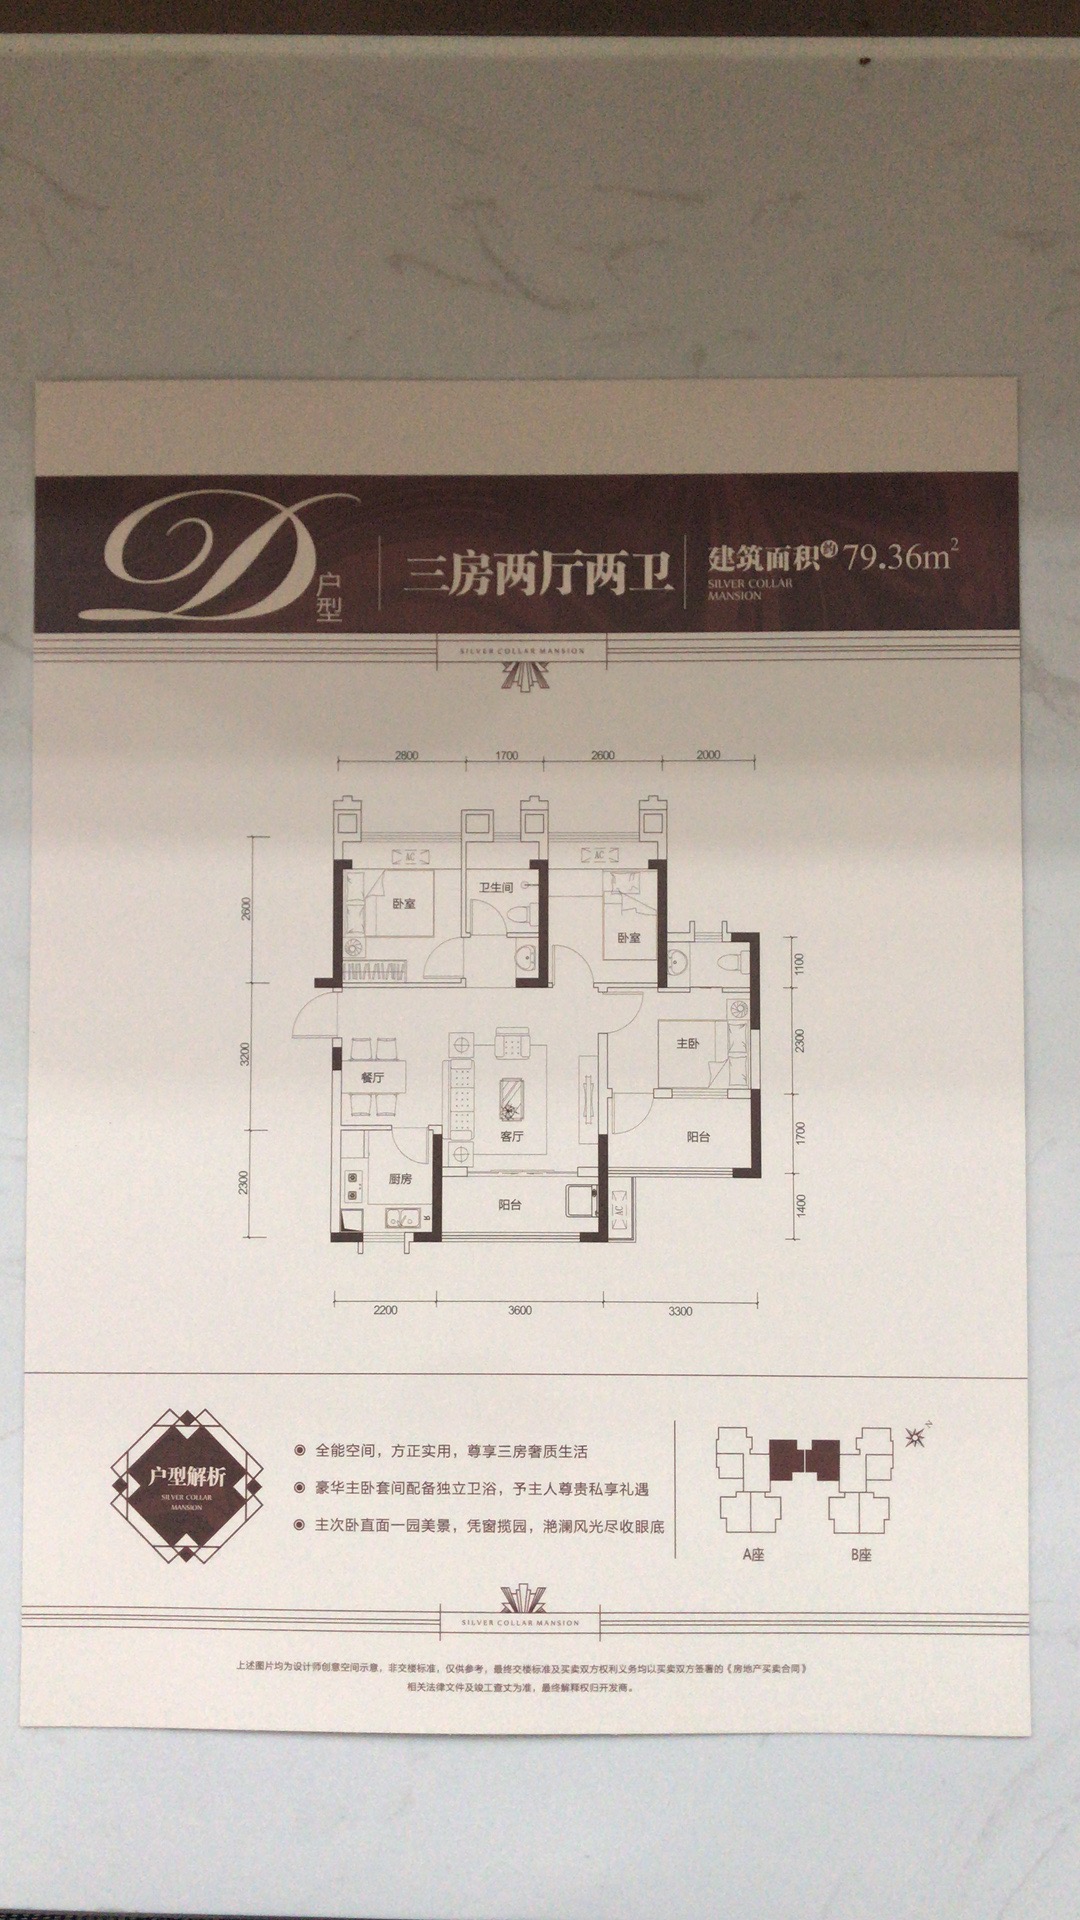 D户型
三房两厅两卫
建筑面积约79.36m²
SILVER COLLAR
MANSION
SILVER COLLAR MANSION
2800 1700 2600 2000
AC AC
卧室 卫生间 卧室
2600 1100
主卧
3200 2300
餐厅
客厅 阳台
1700
厨房 阳台
2300 1400
AC
2200 3600 3300
户型解析
SILVER COLLAR
MANSION
全能空间，方正实用，尊享三房奢质生活
豪华主卧套间配备独立卫浴，予主人尊贵私享礼遇
主次卧直面一园美景，凭窗揽园，滟澜风光尽收眼底
N
A座 B座
SILVER COLLAR MANSION
上述图片均为设计师创意空间示意，非交楼标准，仅供参考，最终交楼标准及买卖双方权利义务均以买卖双方签署的《房地产买卖合同》
相关法律文件及竣工查丈为准，最终解释权归开发商。